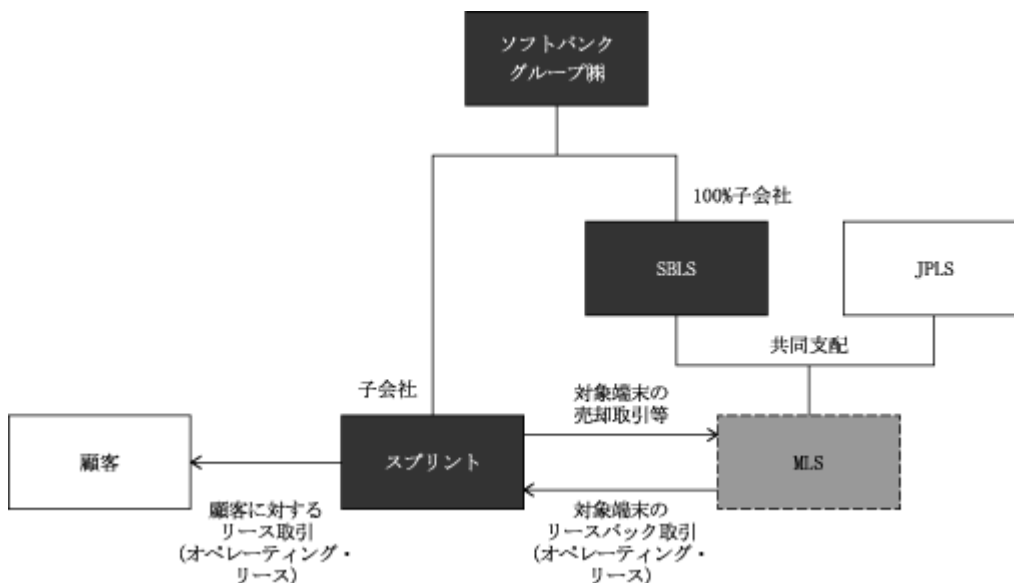 ソフトバンク
グループ㈱
100%子会社
SBLS
JPLS
共同支配
子会社
対象端末の
売却取引等
顧客
スプリント
MLS
顧客に対する
リース取引
(オペレーティング・
リース)
対象端末の
リースバック取引
(オペレーティング・
リース)